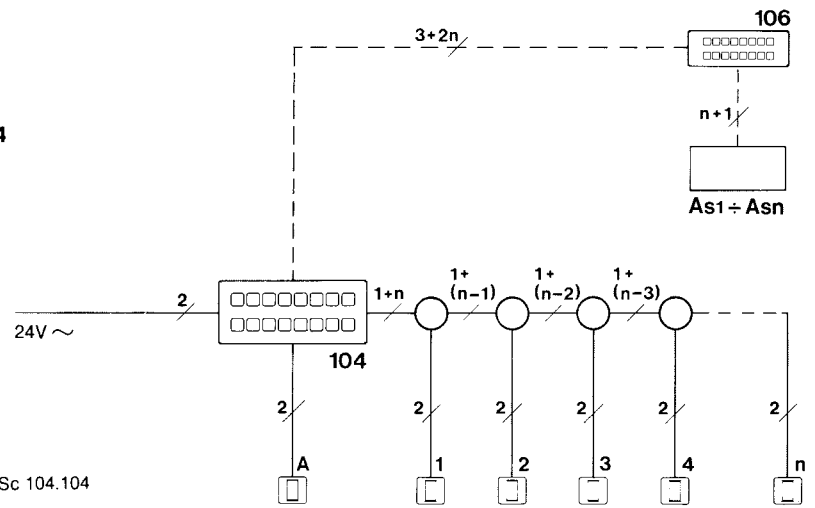 106
3+2n
n+1
4
As1 ÷ Asn
1+n
1+
(n-1)
1+
(n-2)
1+
(n-3)
2
24V ~
104
2
2
2
2
2
2
A
1
2
3
4
n
Sc 104.104